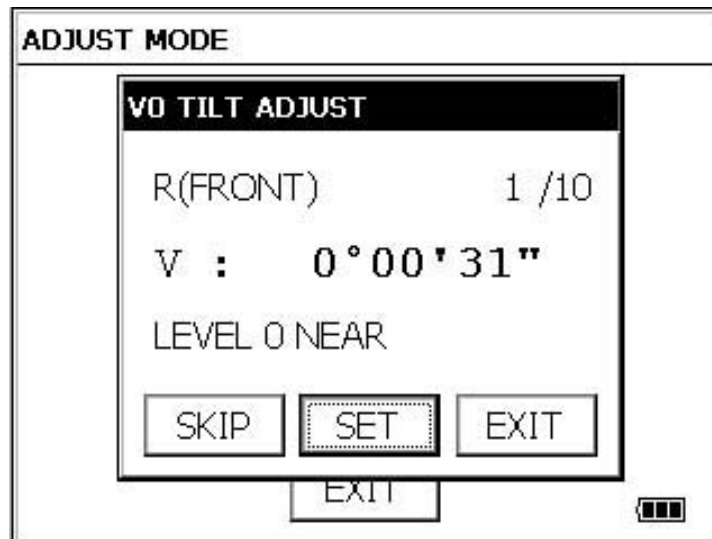 ADJUST MODE
V0 TILT ADJUST
R(FRONT) 1 /10
V : 0°00'31"
LEVEL 0 NEAR
SKIP SET EXIT
EXIT